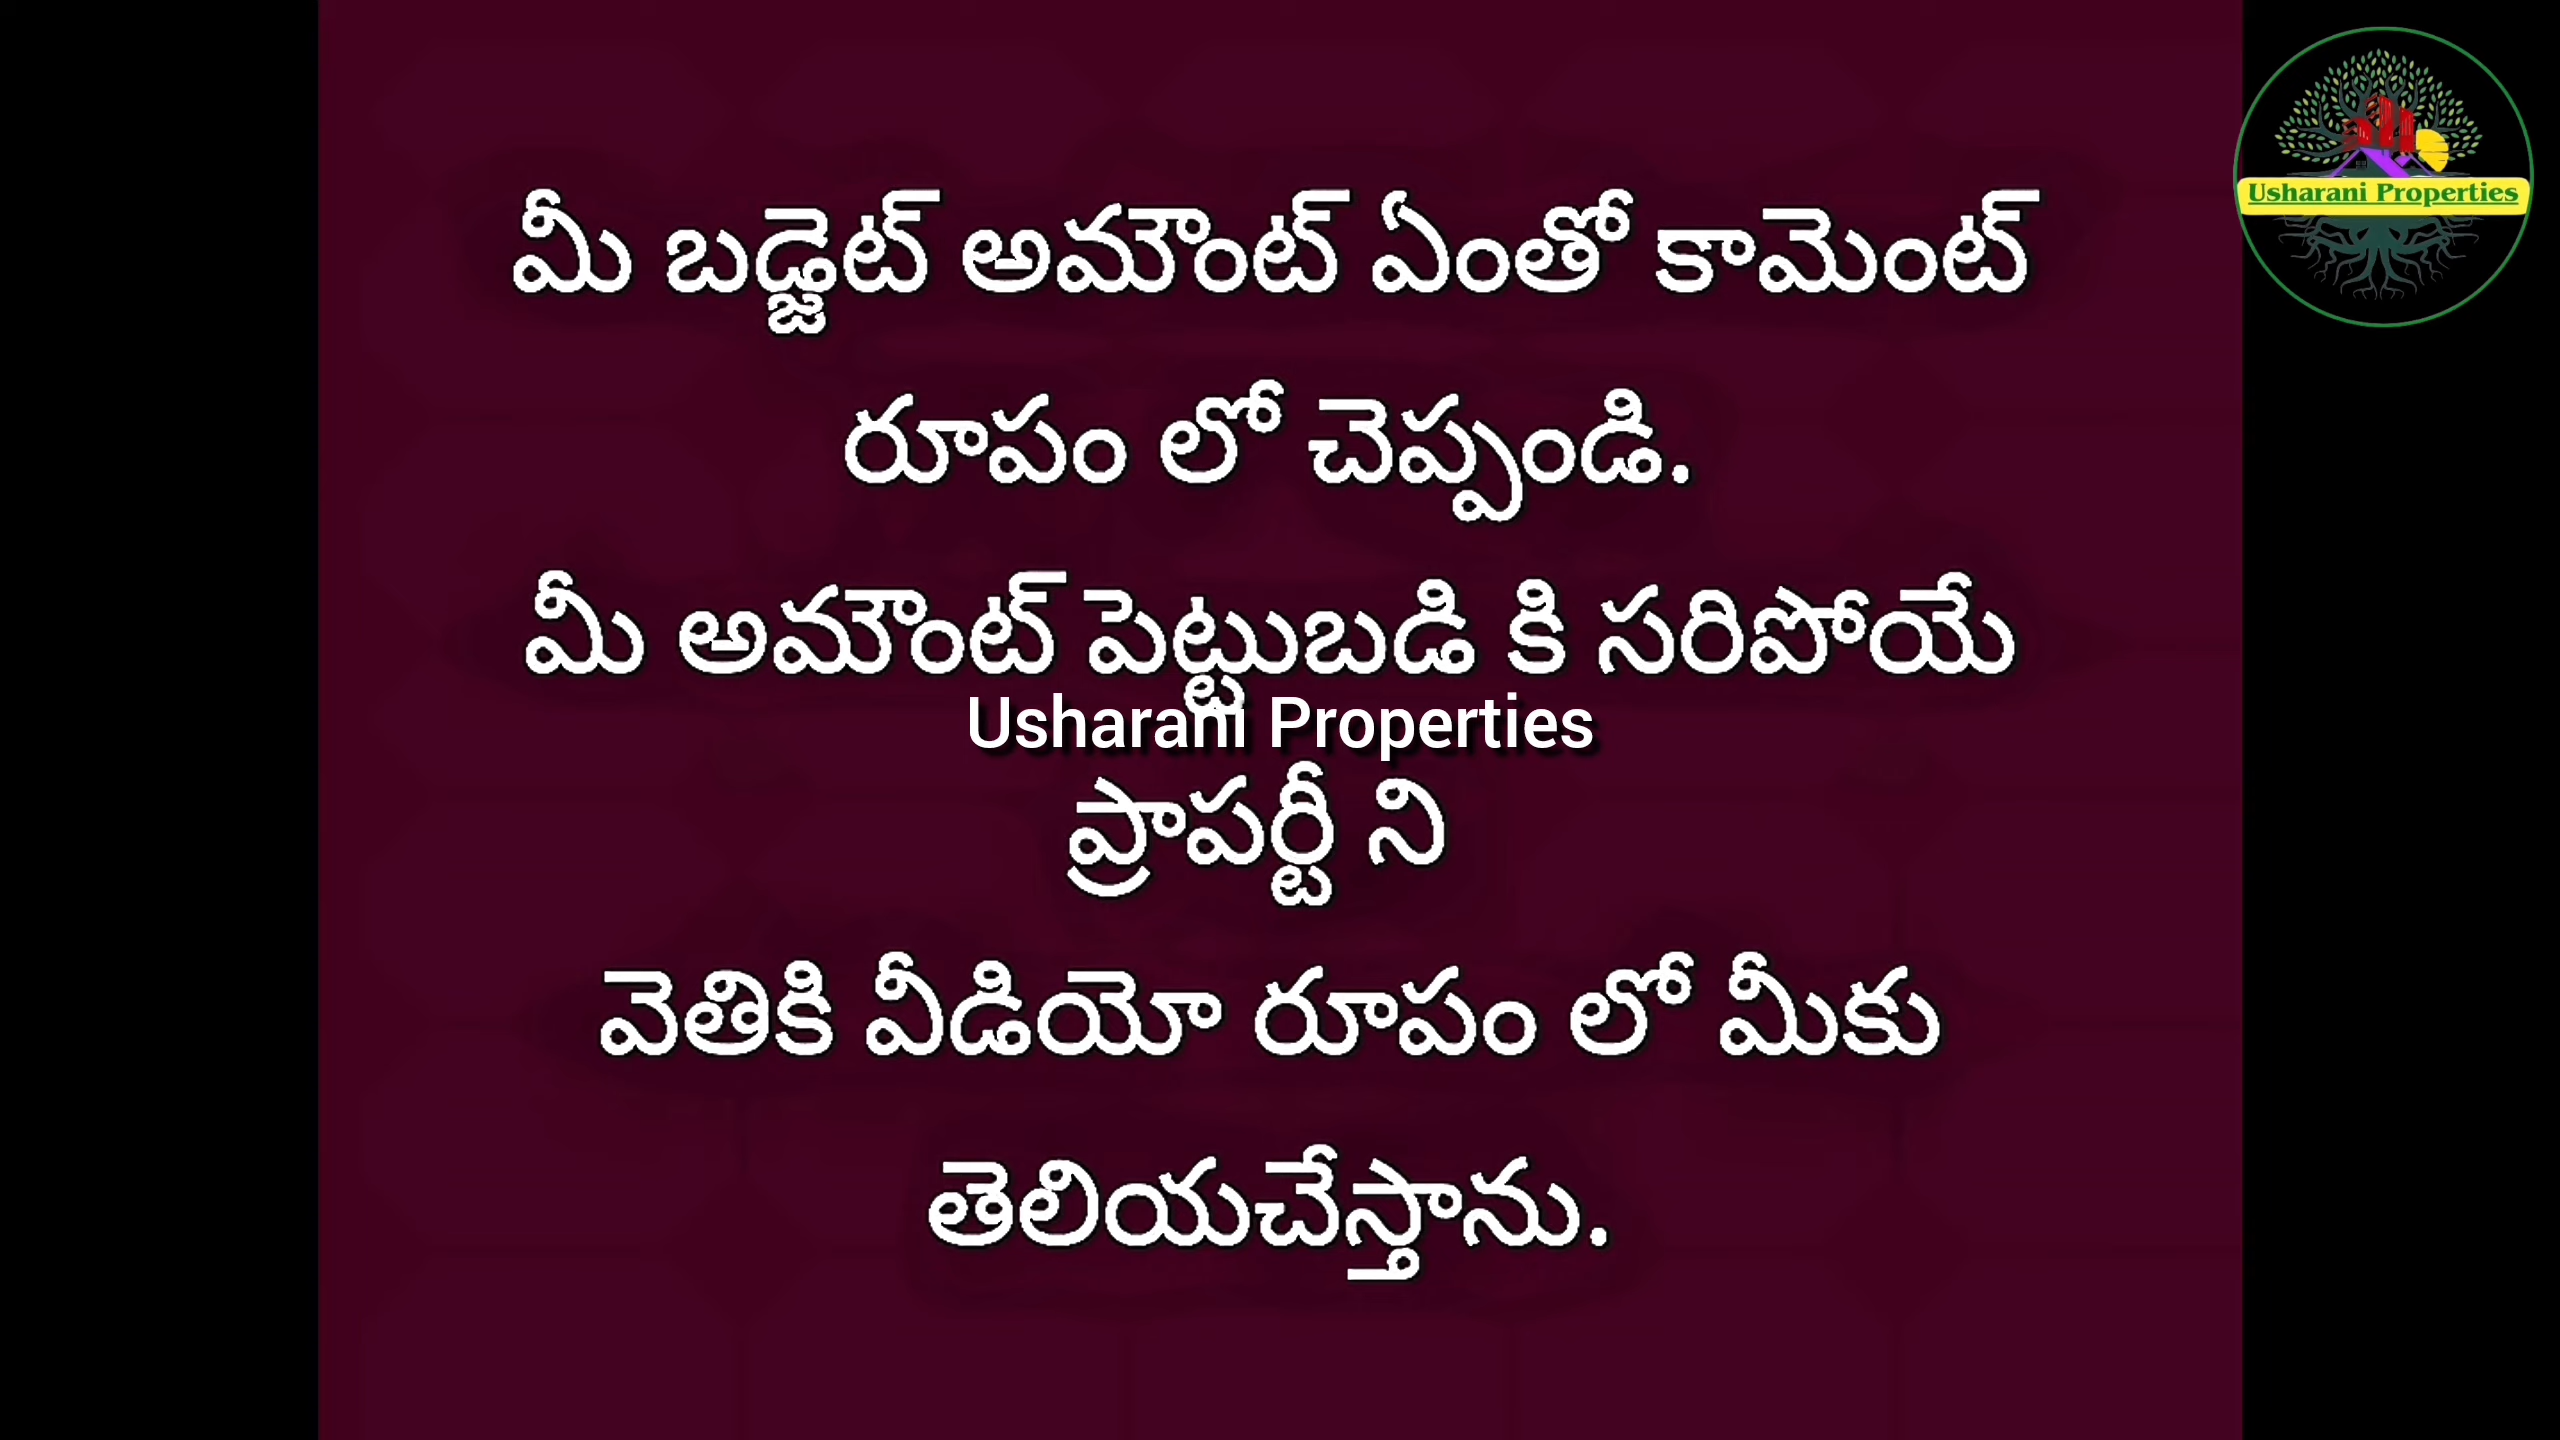 Usharani Properties
మీ బడ్జెట్ అమౌంట్ ఏంతో కామెంట్
రూపం లో చెప్పండి.
మీ అమౌంట్ పెట్టుబడి కి సరిపోయే
Usharani Properties
ప్రాపర్టీ ని
వెతికి వీడియో రూపం లో మీకు
తెలియచేస్తాను.